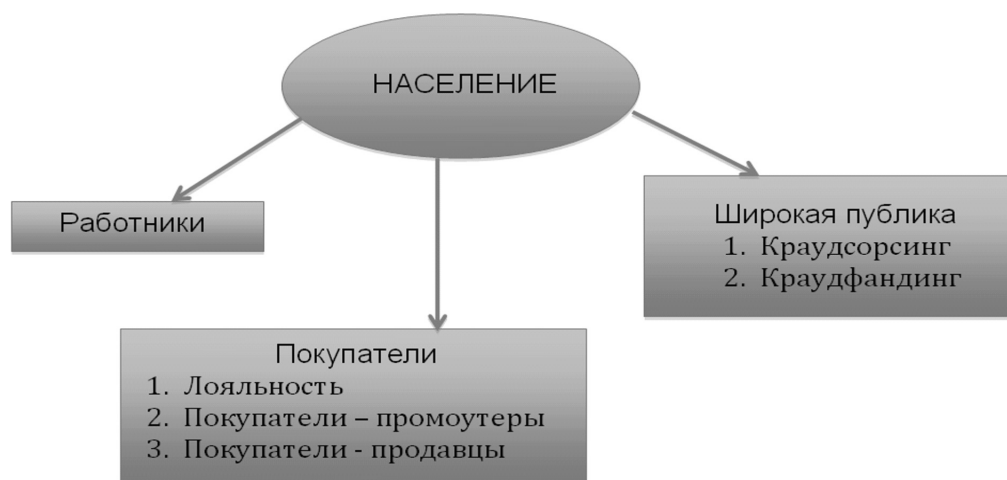 НАСЕЛЕНИЕ
Работники
Широкая публика
1. Краудсорсинг
2. Краудфандинг
Покупатели
1. Лояльность
2. Покупатели – промоутеры
3. Покупатели - продавцы